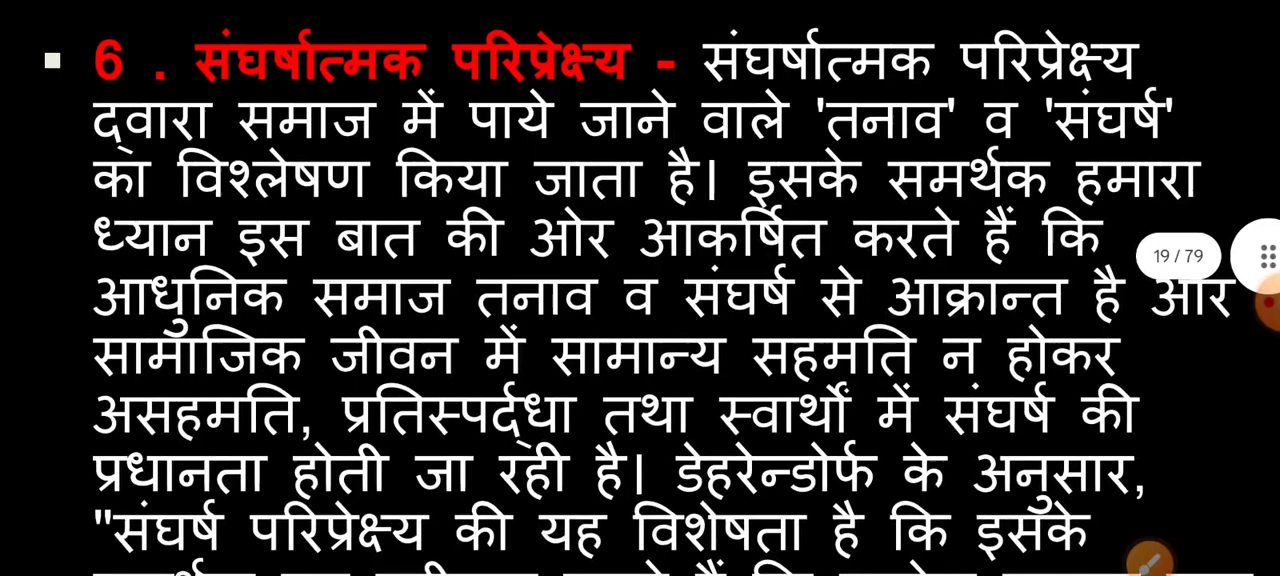 ▪ 6 . संघर्षात्मक परिप्रेक्ष्य - संघर्षात्मक परिप्रेक्ष्य
द्वारा समाज में पाये जाने वाले 'तनाव' व 'संघर्ष'
का विश्लेषण किया जाता है। इसके समर्थक हमारा
ध्यान इस बात की ओर आकर्षित करते हैं कि
19 / 79
आधुनिक समाज तनाव व संघर्ष से आक्रान्त है और
सामाजिक जीवन में सामान्य सहमति न होकर
असहमति, प्रतिस्पर्द्धा तथा स्वार्थों में संघर्ष की
प्रधानता होती जा रही है। डेहरेन्डोर्फ के अनुसार,
"संघर्ष परिप्रेक्ष्य की यह विशेषता है कि इसके